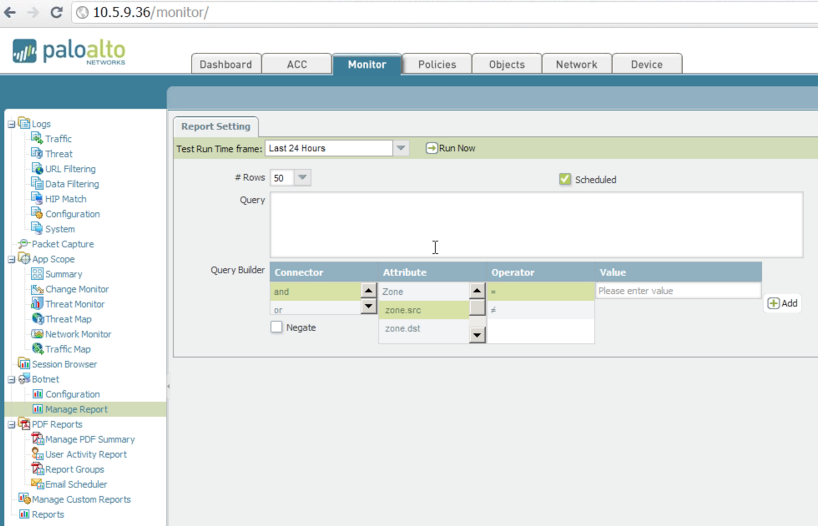 10.5.9.36/monitor/
paloalto
NETWORKS
Dashboard
ACC
Monitor
Policies
Objects
Network
Device
Logs
Traffic
Threat
URL Filtering
Data Filtering
HIP Match
Configuration
System
Packet Capture
App Scope
Summary
Change Monitor
Threat Monitor
Threat Map
Network Monitor
Traffic Map
Session Browser
Botnet
Configuration
Manage Report
PDF Reports
Manage PDF Summary
User Activity Report
Report Groups
Email Scheduler
Manage Custom Reports
Reports
Report Setting
Test Run Time frame: Last 24 Hours Run Now
# Rows 50 Scheduled
Query
Query Builder Connector Attribute Operator Value
and Zone = Please enter value
Add
or zone.src ≠
Negate zone.dst